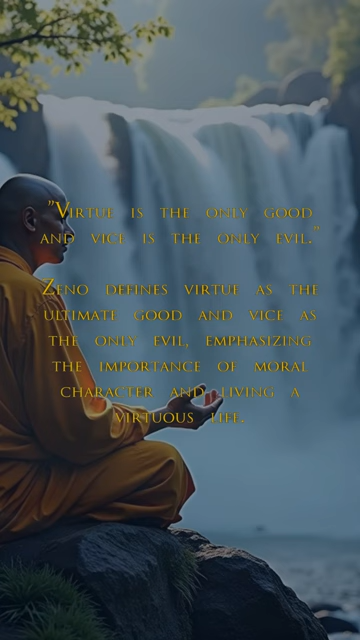 "Virtue is the only good
and vice is the only evil."
Zeno defines virtue as the
ultimate good and vice as
the only evil, emphasizing
the importance of moral
character and living a
virtuous life.